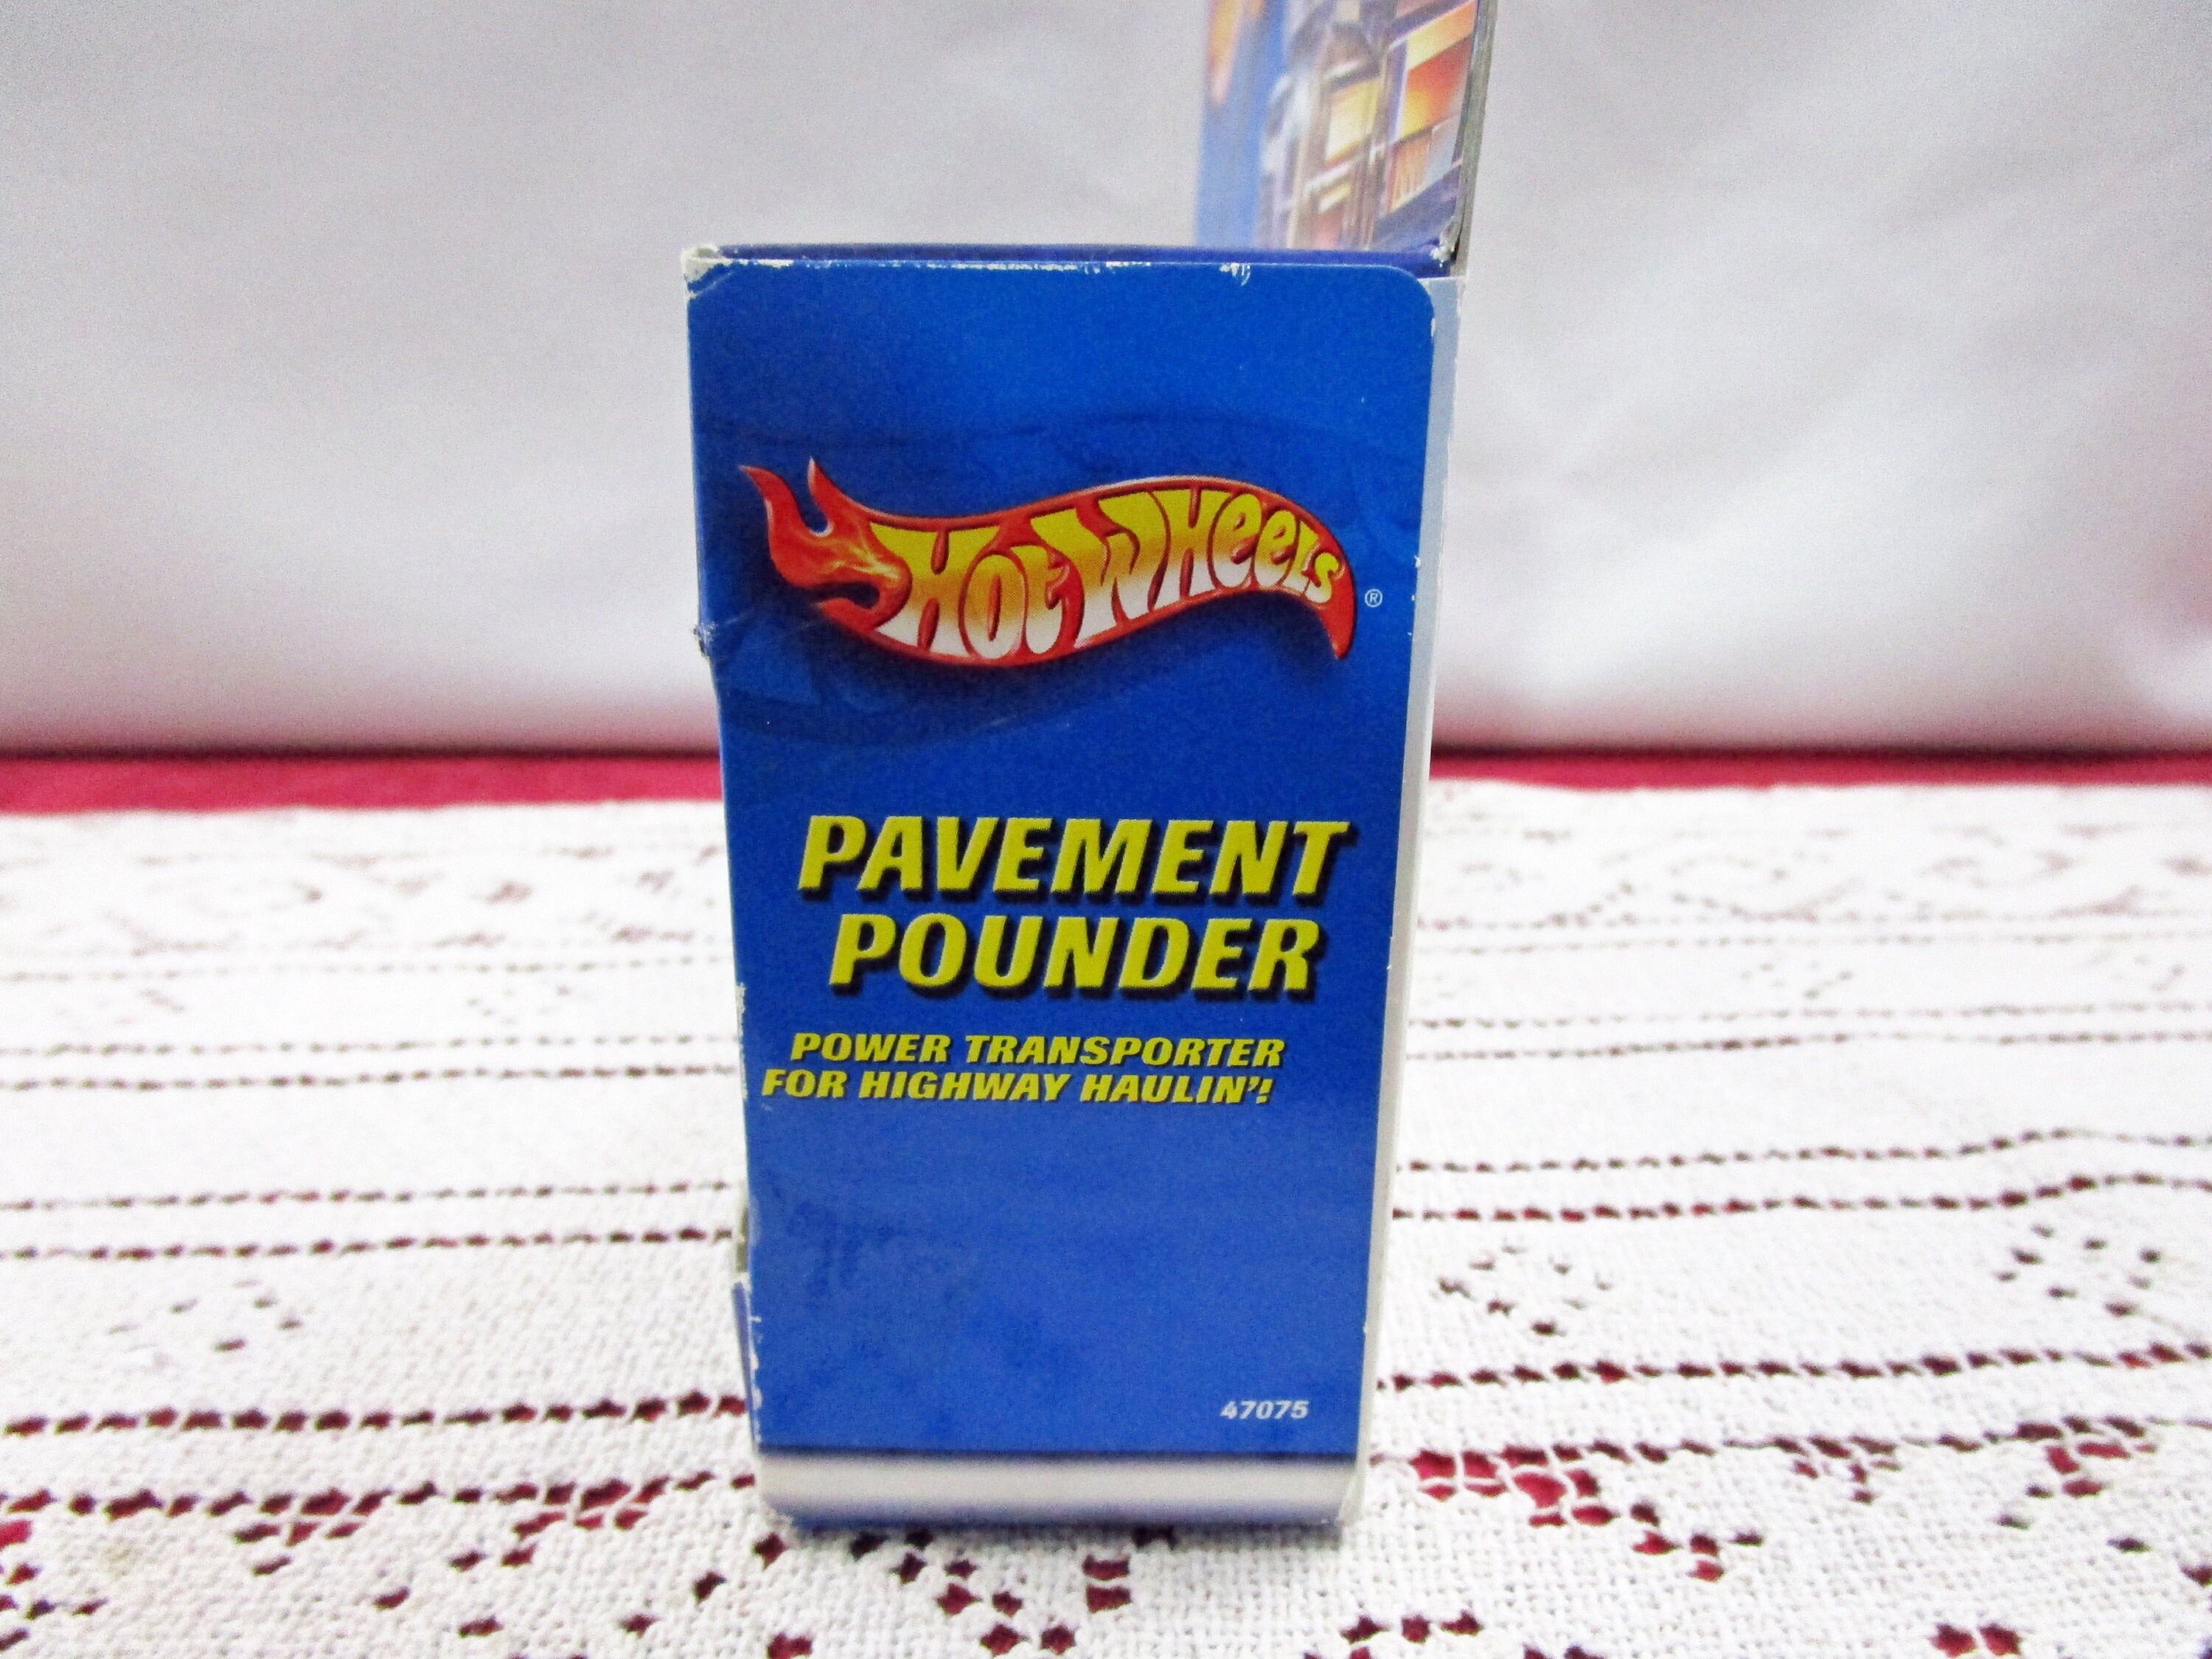 Hot Wheels ®
PAVEMENT
POUNDER
POWER TRANSPORTER
FOR HIGHWAY HAULIN'!
47075